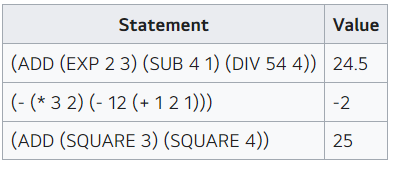 Statement Value
(ADD (EXP 2 3) (SUB 4 1) (DIV 54 4)) 24.5
(- (* 3 2) (- 12 (+ 1 2 1))) -2
(ADD (SQUARE 3) (SQUARE 4)) 25